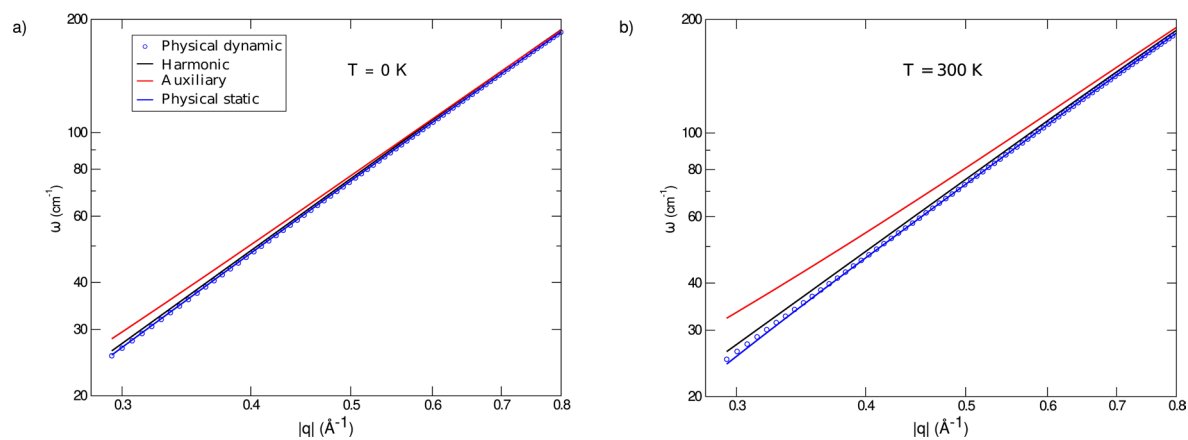 a)
200
100
80
60
40
30
20
ω (cm⁻¹)
Physical dynamic
Harmonic
Auxiliary
Physical static
T = 0 K
0.3 0.4 0.5 0.6 0.7 0.8
|q| (Å⁻¹)
b)
200
100
80
60
40
30
20
ω (cm⁻¹)
T = 300 K
0.3 0.4 0.5 0.6 0.7 0.8
|q| (Å⁻¹)